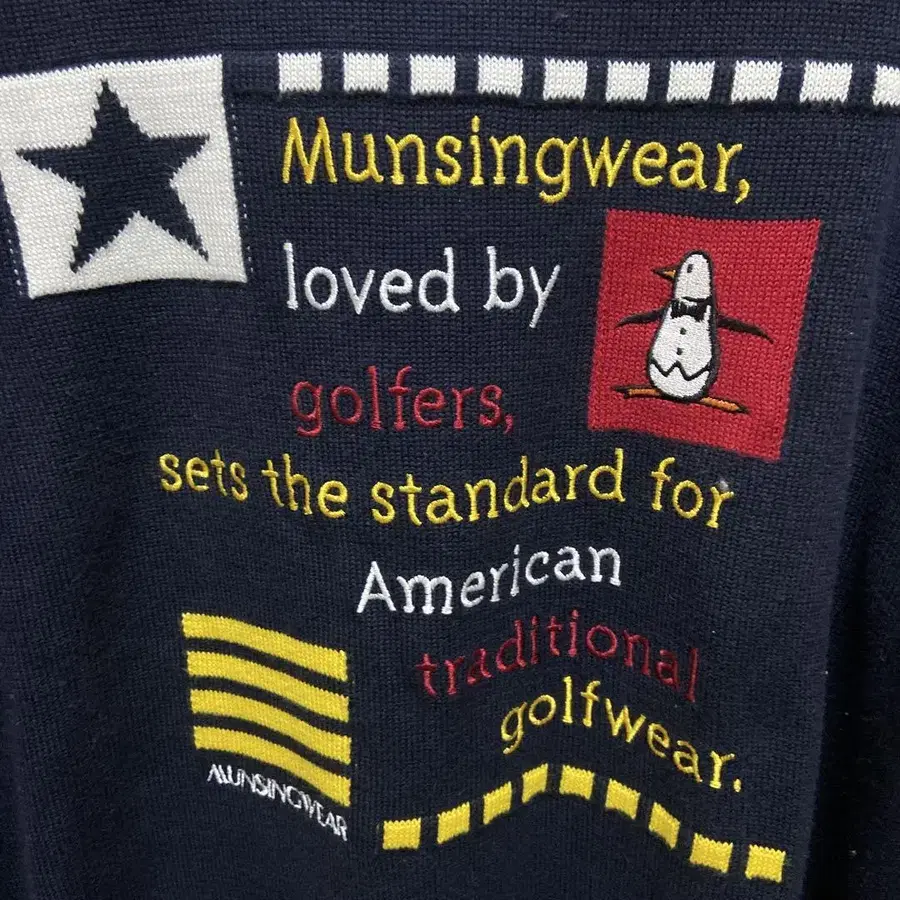 Munsingwear,
loved by
golfers,
sets the standard for
American
traditional
golfwear.
MUNSINGWEAR